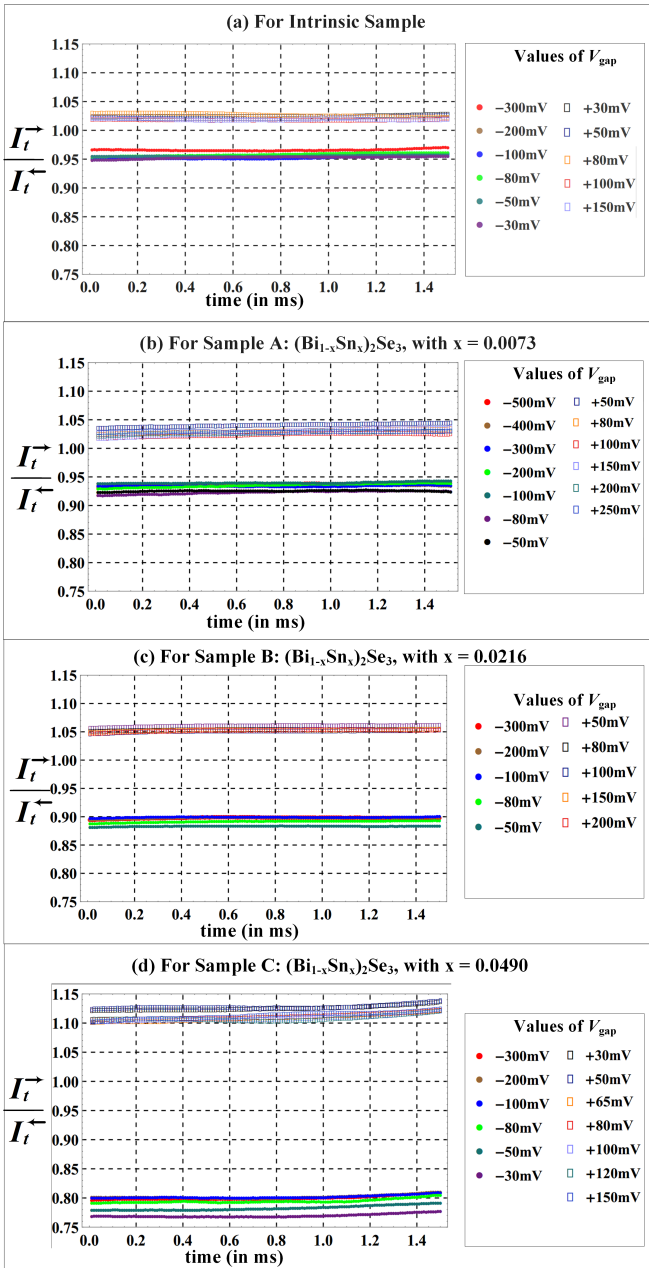 (a) For Intrinsic Sample
1.15
1.10
1.05
1.00
0.95
0.90
0.85
0.80
0.75
It→
It←
0.0 0.2 0.4 0.6 0.8 1.0 1.2 1.4
time (in ms)
Values of Vgap
−300mV +30mV
−200mV +50mV
−100mV +80mV
−80mV +100mV
−50mV +150mV
−30mV
(b) For Sample A: (Bi1-xSnx)2Se3, with x = 0.0073
1.15
1.10
1.05
1.00
0.95
0.90
0.85
0.80
0.75
It→
It←
0.0 0.2 0.4 0.6 0.8 1.0 1.2 1.4
time (in ms)
Values of Vgap
−500mV +50mV
−400mV +80mV
−300mV +100mV
−200mV +150mV
−100mV +200mV
−80mV +250mV
−50mV
(c) For Sample B: (Bi1-xSnx)2Se3, with x = 0.0216
1.15
1.10
1.05
1.00
0.95
0.90
0.85
0.80
0.75
It→
It←
0.0 0.2 0.4 0.6 0.8 1.0 1.2 1.4
time (in ms)
Values of Vgap
−300mV +50mV
−200mV +80mV
−100mV +100mV
−80mV +150mV
−50mV +200mV
(d) For Sample C: (Bi1-xSnx)2Se3, with x = 0.0490
1.15
1.10
1.05
1.00
0.95
0.90
0.85
0.80
0.75
It→
It←
0.0 0.2 0.4 0.6 0.8 1.0 1.2 1.4
time (in ms)
Values of Vgap
−300mV +30mV
−200mV +50mV
−100mV +65mV
−80mV +80mV
−50mV +100mV
−30mV +120mV
+150mV